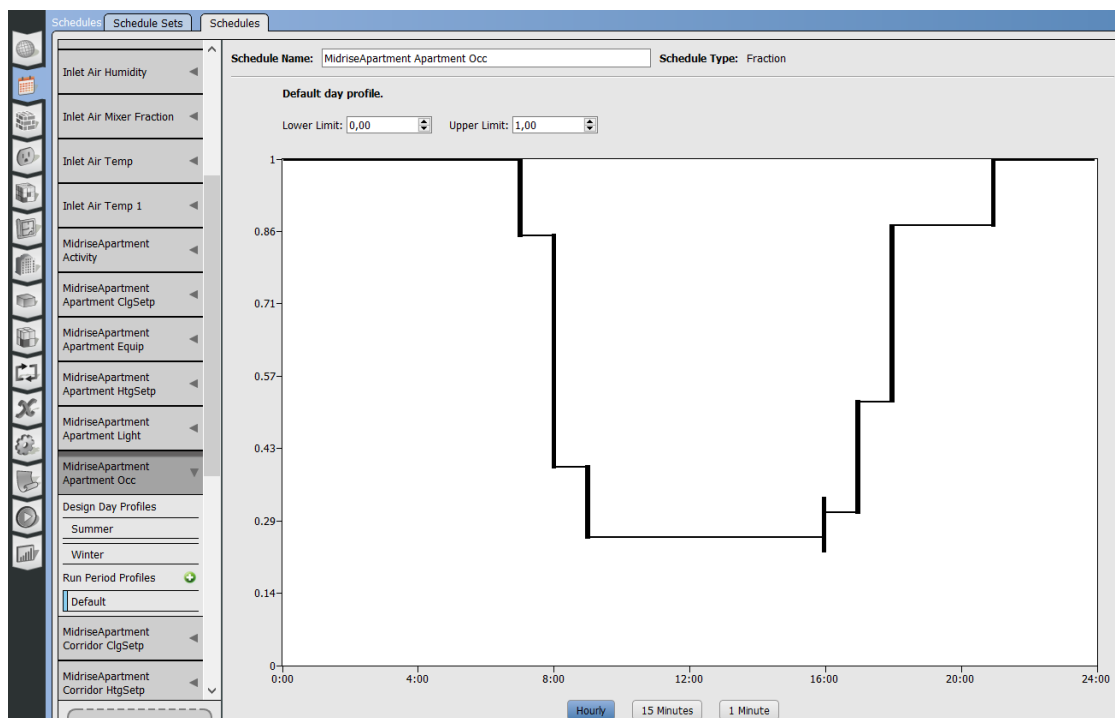 Schedules
Schedule Sets
Schedules
Inlet Air Humidity
Inlet Air Mixer Fraction
Inlet Air Temp
Inlet Air Temp 1
MidriseApartment
Activity
MidriseApartment
Apartment ClgSetp
MidriseApartment
Apartment Equip
MidriseApartment
Apartment HtgSetp
MidriseApartment
Apartment Light
MidriseApartment
Apartment Occ
Design Day Profiles
Summer
Winter
Run Period Profiles
Default
MidriseApartment
Corridor ClgSetp
MidriseApartment
Corridor HtgSetp
Schedule Name: MidriseApartment Apartment Occ Schedule Type: Fraction
Default day profile.
Lower Limit: 0,00 Upper Limit: 1,00
1
0.86
0.71
0.57
0.43
0.29
0.14
0
0:00 4:00 8:00 12:00 16:00 20:00 24:00
Hourly 15 Minutes 1 Minute